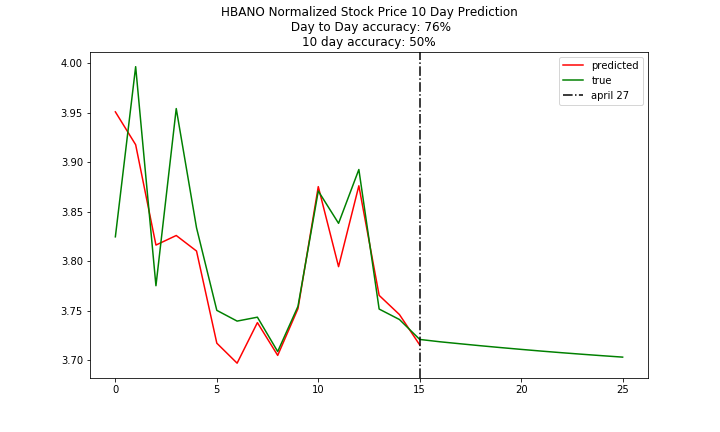 HBANO Normalized Stock Price 10 Day Prediction
Day to Day accuracy: 76%
10 day accuracy: 50%
predicted
true
april 27
4.00
3.95
3.90
3.85
3.80
3.75
3.70
0 5 10 15 20 25